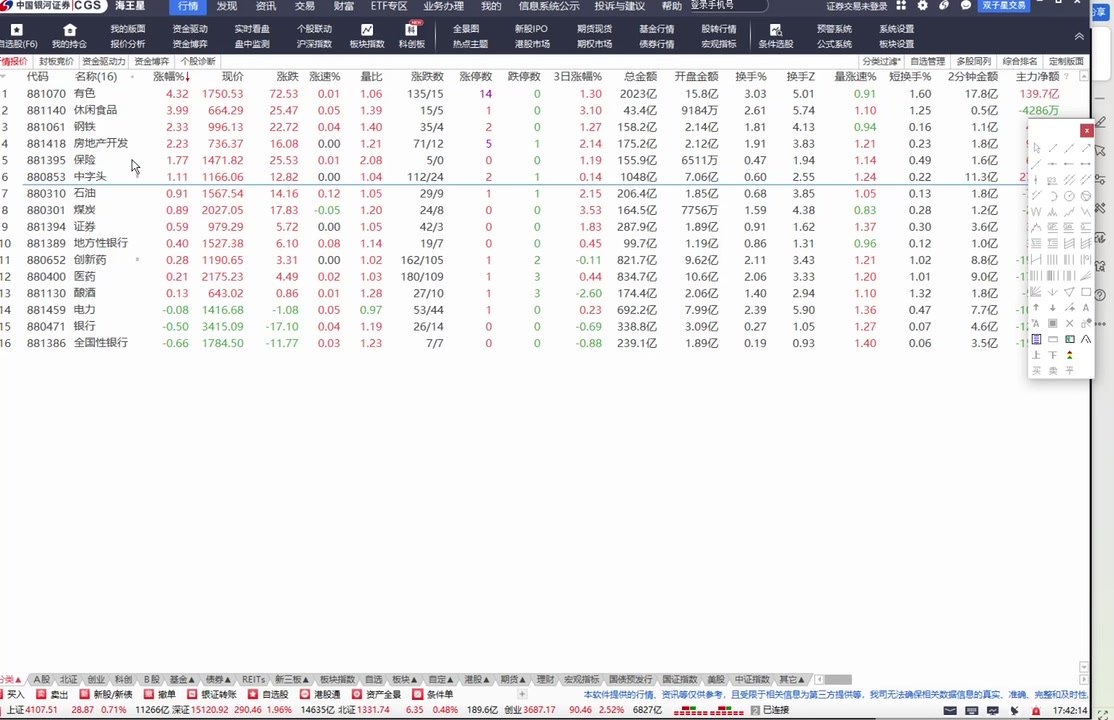 中国银河证券|CGS 海王星 行情 发现 资讯 交易 财富 ETF专区 业务办理 我的 信息系统公示 投诉与建议 帮助 登录手机号 证券交易未登录 双子星交易
我的版面 资金驱动 实时看盘 个股联动 全景图 新股IPO 期货现货 基金行情 股转行情 预警系统 系统设置
自选股(F6) 我的持仓 报价分析 资金博弈 盘中监测 沪深指数 板块指数 科创板 热点主题 港股市场 期权市场 债券行情 宏观指标 条件选股 公式系统 板块设置
情报价 封板竞价 资金驱动力 资金博弈 个股诊断 分类过滤* 自选管理 多股同列 综合排名 定制版面
代码 名称(16) 涨幅%↓ 现价 涨跌 涨速% 量比 涨跌数 涨停数 跌停数 3日涨幅% 总金额 开盘金额 换手% 换手Z 量涨速% 短换手% 2分钟金额 主力净额
1 881070 有色 4.32 1750.53 72.53 0.01 1.06 135/15 14 0 1.30 2023亿 15.8亿 3.03 5.01 0.91 1.60 17.8亿 139.7亿
2 881140 休闲食品 3.99 664.29 25.47 0.01 1.39 15/5 1 0 3.10 43.4亿 9184万 2.61 5.74 1.10 1.25 0.5亿 -4286万
3 881061 钢铁 2.33 996.13 22.72 0.04 1.40 35/4 2 0 1.27 158.2亿 2.14亿 1.81 4.13 0.94 0.16 1.1亿
4 881418 房地产开发 2.23 736.37 16.08 0.00 1.21 71/12 5 1 2.14 175.2亿 2.12亿 1.91 3.83 1.21 0.23 1.8亿
5 881395 保险 1.77 1471.82 25.53 0.01 2.08 5/0 0 0 1.19 155.9亿 6511万 0.47 1.94 1.14 0.49 1.6亿
6 880853 中字头 1.11 1166.06 12.82 0.00 1.04 112/24 2 1 0.14 1048亿 7.06亿 0.60 2.55 1.24 0.22 11.3亿
7 880310 石油 0.91 1567.54 14.16 0.12 1.05 29/9 1 1 2.15 206.4亿 1.85亿 0.68 3.85 1.05 0.13 1.8亿
8 880301 煤炭 0.89 2027.05 17.83 -0.05 1.20 24/8 0 0 3.53 164.5亿 7756万 1.59 4.38 0.83 0.28 1.2亿
9 881394 证券 0.59 979.29 5.72 0.00 1.05 42/3 0 0 1.83 287.9亿 1.89亿 0.91 1.62 1.37 0.30 3.6亿
10 881389 地方性银行 0.40 1527.38 6.10 0.08 1.14 19/7 0 0 0.45 99.7亿 1.19亿 0.86 1.31 0.96 0.12 1.0亿
11 880652 创新药 0.28 1190.65 3.31 0.00 1.02 162/105 1 2 -0.11 821.7亿 9.62亿 2.11 3.43 1.21 1.02 8.8亿
12 880400 医药 0.21 2175.23 4.49 0.02 1.03 180/109 1 3 0.44 834.7亿 10.6亿 2.06 3.33 1.20 1.01 9.0亿
13 881130 酿酒 0.13 643.02 0.86 0.01 1.28 27/10 1 3 -2.60 174.4亿 2.06亿 1.40 2.94 1.10 1.32 1.8亿
14 881459 电力 -0.08 1416.68 -1.08 0.05 0.97 53/44 1 0 0.23 692.2亿 7.99亿 2.39 5.90 1.36 0.47 7.7亿
15 880471 银行 -0.50 3415.09 -17.10 0.04 1.19 26/14 0 0 -0.69 338.8亿 3.09亿 0.27 1.05 1.27 0.07 4.6亿
16 881386 全国性银行 -0.66 1784.50 -11.77 0.03 1.23 7/7 0 0 -0.88 239.1亿 1.89亿 0.19 0.93 1.40 0.06 3.5亿
上 下
买 卖 平
分类▲ A股 北证 创业 科创 B股 基金▲ 债券▲ REITs 新三板▲ 板块指数 自选 板块▲ 自定▲ 港股▲ 期货▲ 理财 宏观指标 国债预发行 国证指数 美股 中证指数 其它▲
买入 卖出 新股/新债 撤单 银证转账 自选股 港股通 资产全景 条件单 本软件提供的行情、资讯等仅供参考，且受限于相关信息为第三方提供等，我司无法确保相关数据信息的真实、准确、完整和及时性,
上证4107.51 28.87 0.71% 11266亿 深证15120.92 290.46 1.96% 14635亿 北证1331.74 6.35 0.48% 189.6亿 创业3687.17 90.46 2.52% 6827亿 2 已连接 17:42:14